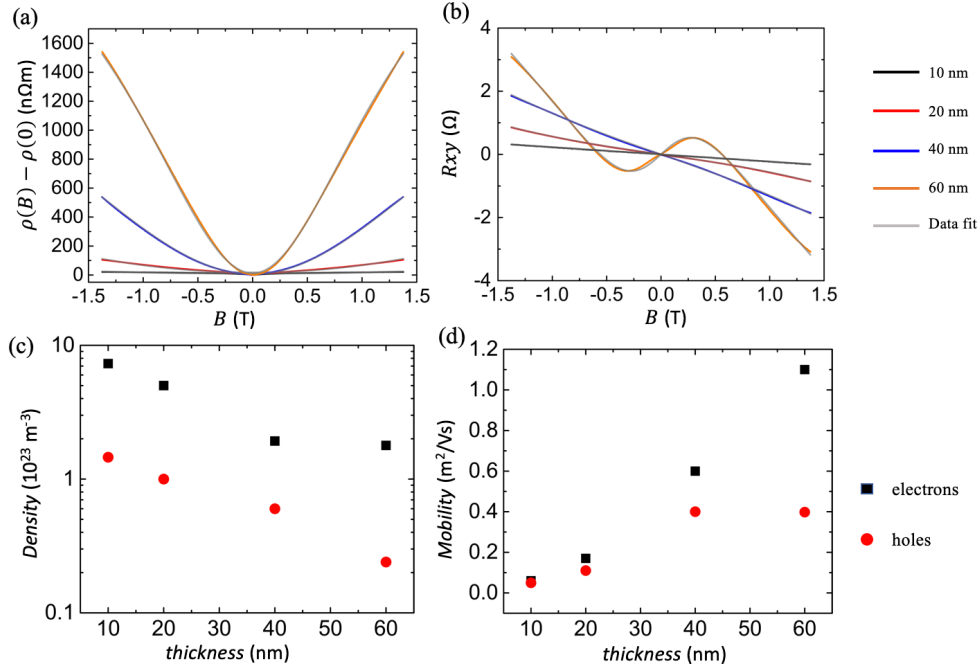 (a)
1600
1400
1200
1000
800
600
400
200
0
ρ(B) − ρ(0) (nΩm)
-1.5 -1.0 -0.5 0.0 0.5 1.0 1.5
B (T)
(b)
4
2
0
-2
-4
Rxy (Ω)
-1.5 -1.0 -0.5 0.0 0.5 1.0 1.5
B (T)
10 nm
20 nm
40 nm
60 nm
Data fit
(c)
10
1
0.1
Density (10²³ m⁻³)
10 20 30 40 50 60
thickness (nm)
(d)
1.2
1.0
0.8
0.6
0.4
0.2
0.0
Mobility (m²/Vs)
10 20 30 40 50 60
thickness (nm)
electrons
holes